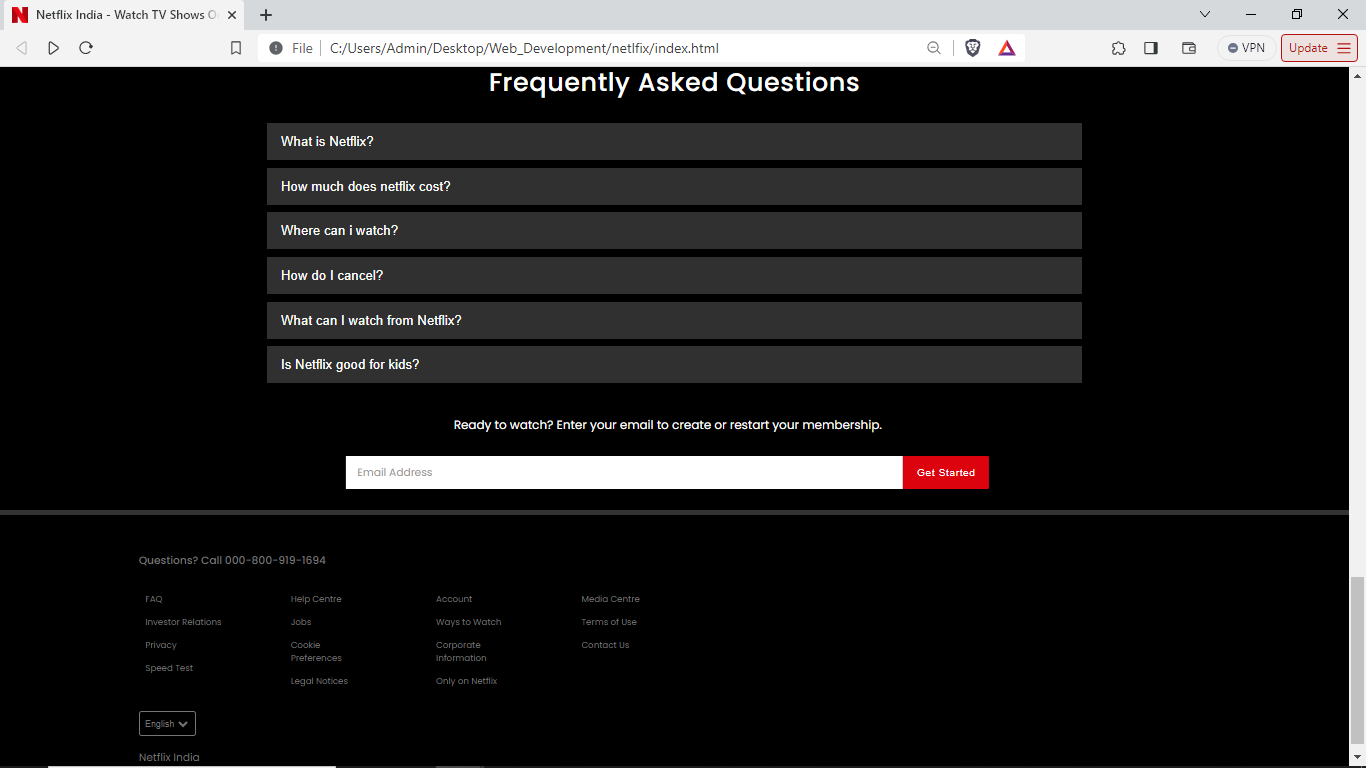 Netflix India - Watch TV Shows O
File
C:/Users/Admin/Desktop/Web_Development/netlfix/index.html
VPN
Update
Frequently Asked Questions
What is Netflix?
How much does netflix cost?
Where can i watch?
How do I cancel?
What can I watch from Netflix?
Is Netflix good for kids?
Ready to watch? Enter your email to create or restart your membership.
Email Address
Get Started
Questions? Call 000-800-919-1694
FAQ
Help Centre
Account
Media Centre
Investor Relations
Jobs
Ways to Watch
Terms of Use
Privacy
Cookie
Preferences
Corporate
Information
Contact Us
Speed Test
Legal Notices
Only on Netflix
English
Netflix India